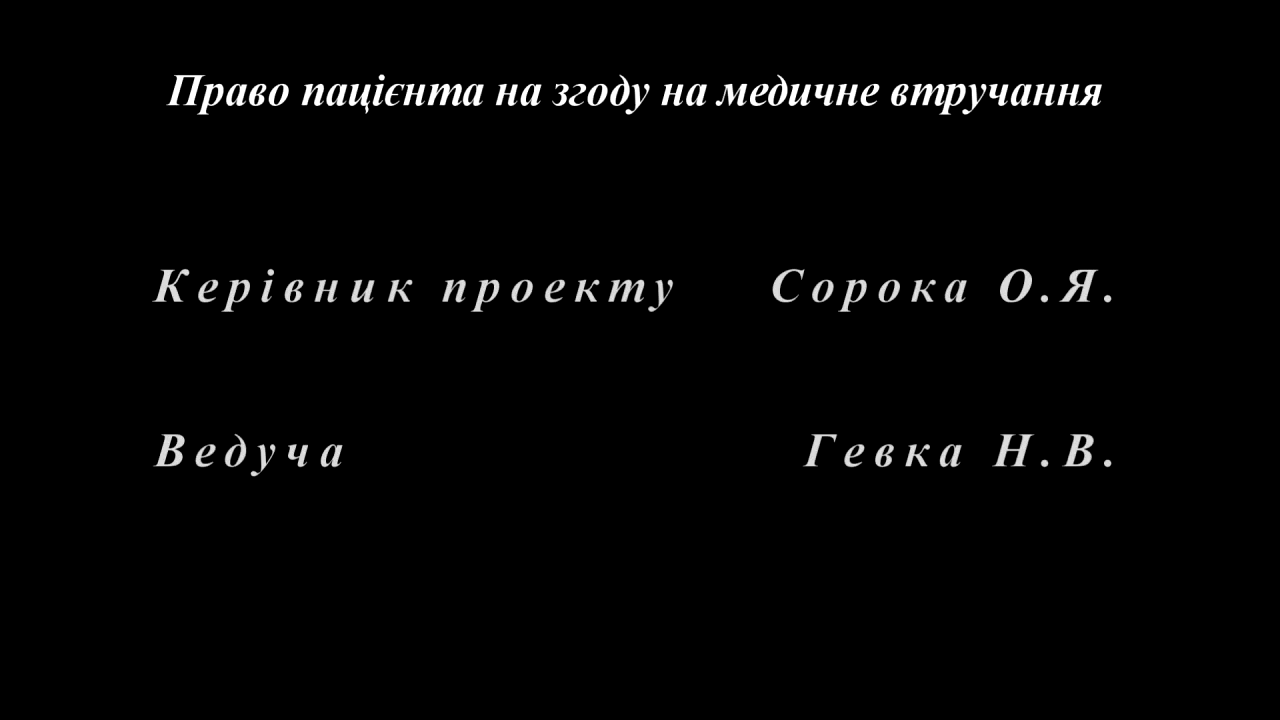 Право пацієнта на згоду на медичне втручання
Керівник проекту Сорока О.Я.
Ведуча Гевка Н.В.